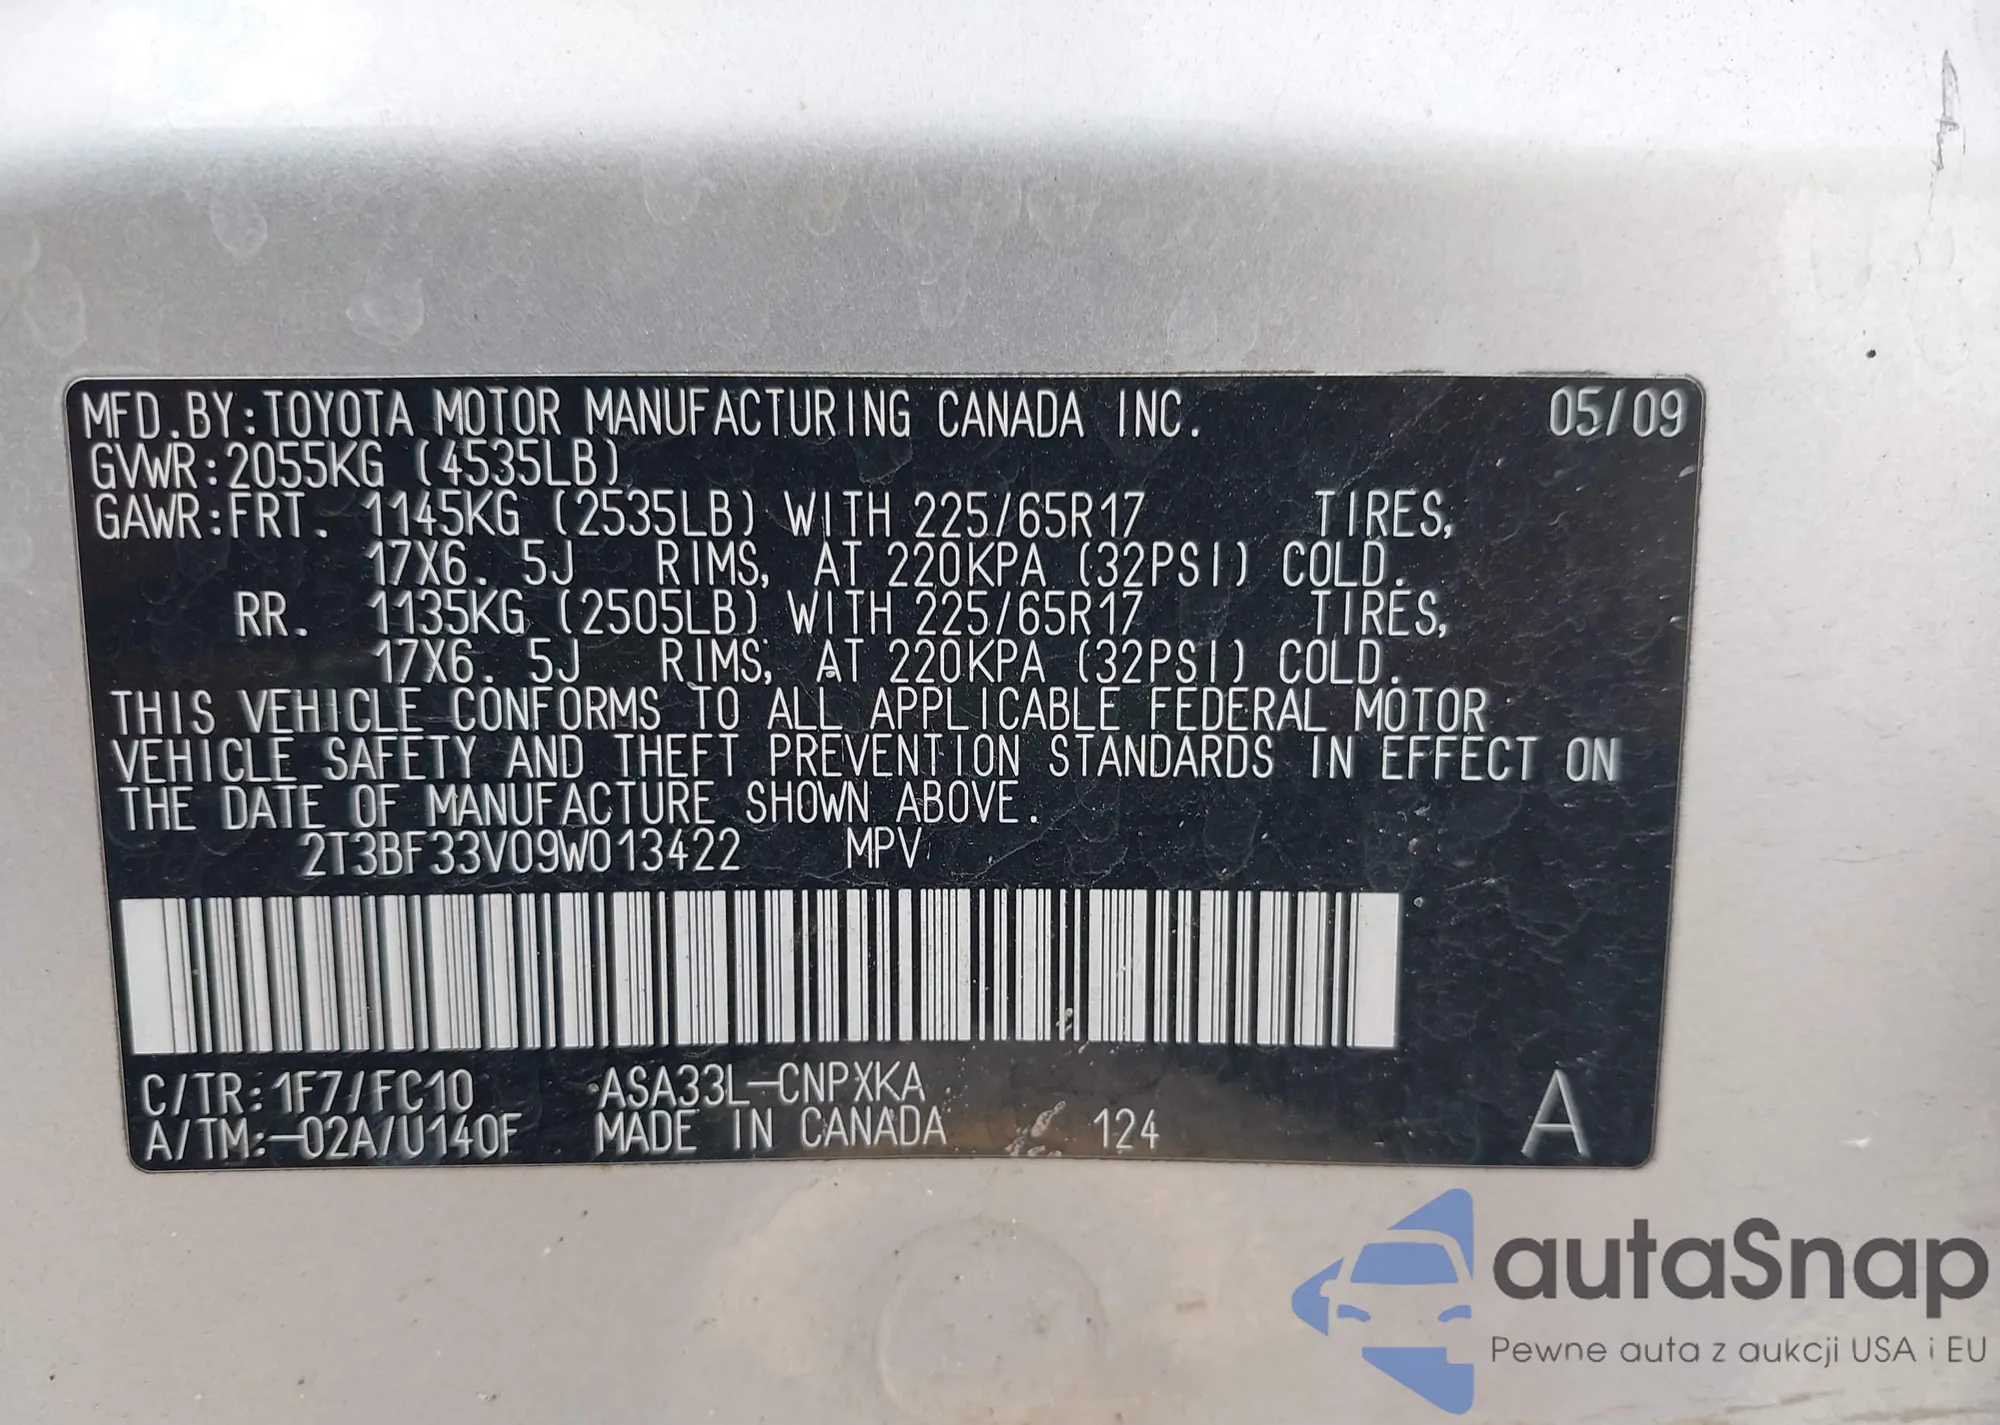 MFD.BY:TOYOTA MOTOR MANUFACTURING CANADA INC. 05/09
GVWR:2055KG (4535LB)
GAWR:FRT. 1145KG (2535LB) WITH 225/65R17 TIRES,
17X6.5J RIMS, AT 220KPA (32PSI) COLD.
RR. 1135KG (2505LB) WITH 225/65R17 TIRES,
17X6.5J RIMS, AT 220KPA (32PSI) COLD.
THIS VEHICLE CONFORMS TO ALL APPLICABLE FEDERAL MOTOR
VEHICLE SAFETY AND THEFT PREVENTION STANDARDS IN EFFECT ON
THE DATE OF MANUFACTURE SHOWN ABOVE.
2T3BF33V09W013422 MPV
C/TR:1F7/FC10 ASA33L-CNPXKA
A/TM:-02A/U140F MADE IN CANADA 124 A
autaSnap
Pewne auta z aukcji USA i EU